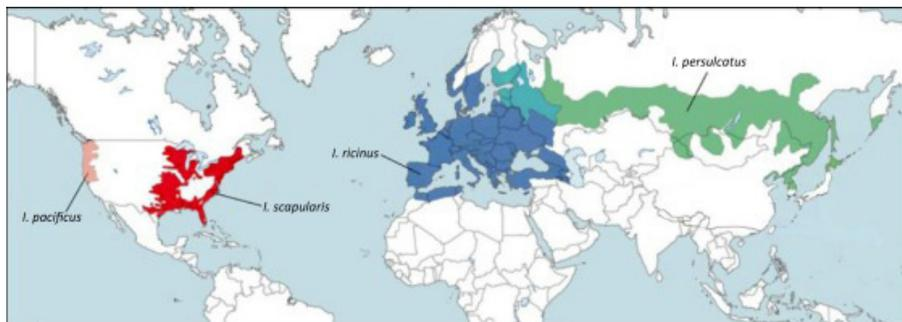 I. persulcatus
I. ricinus
I. scapularis
I. pacificus